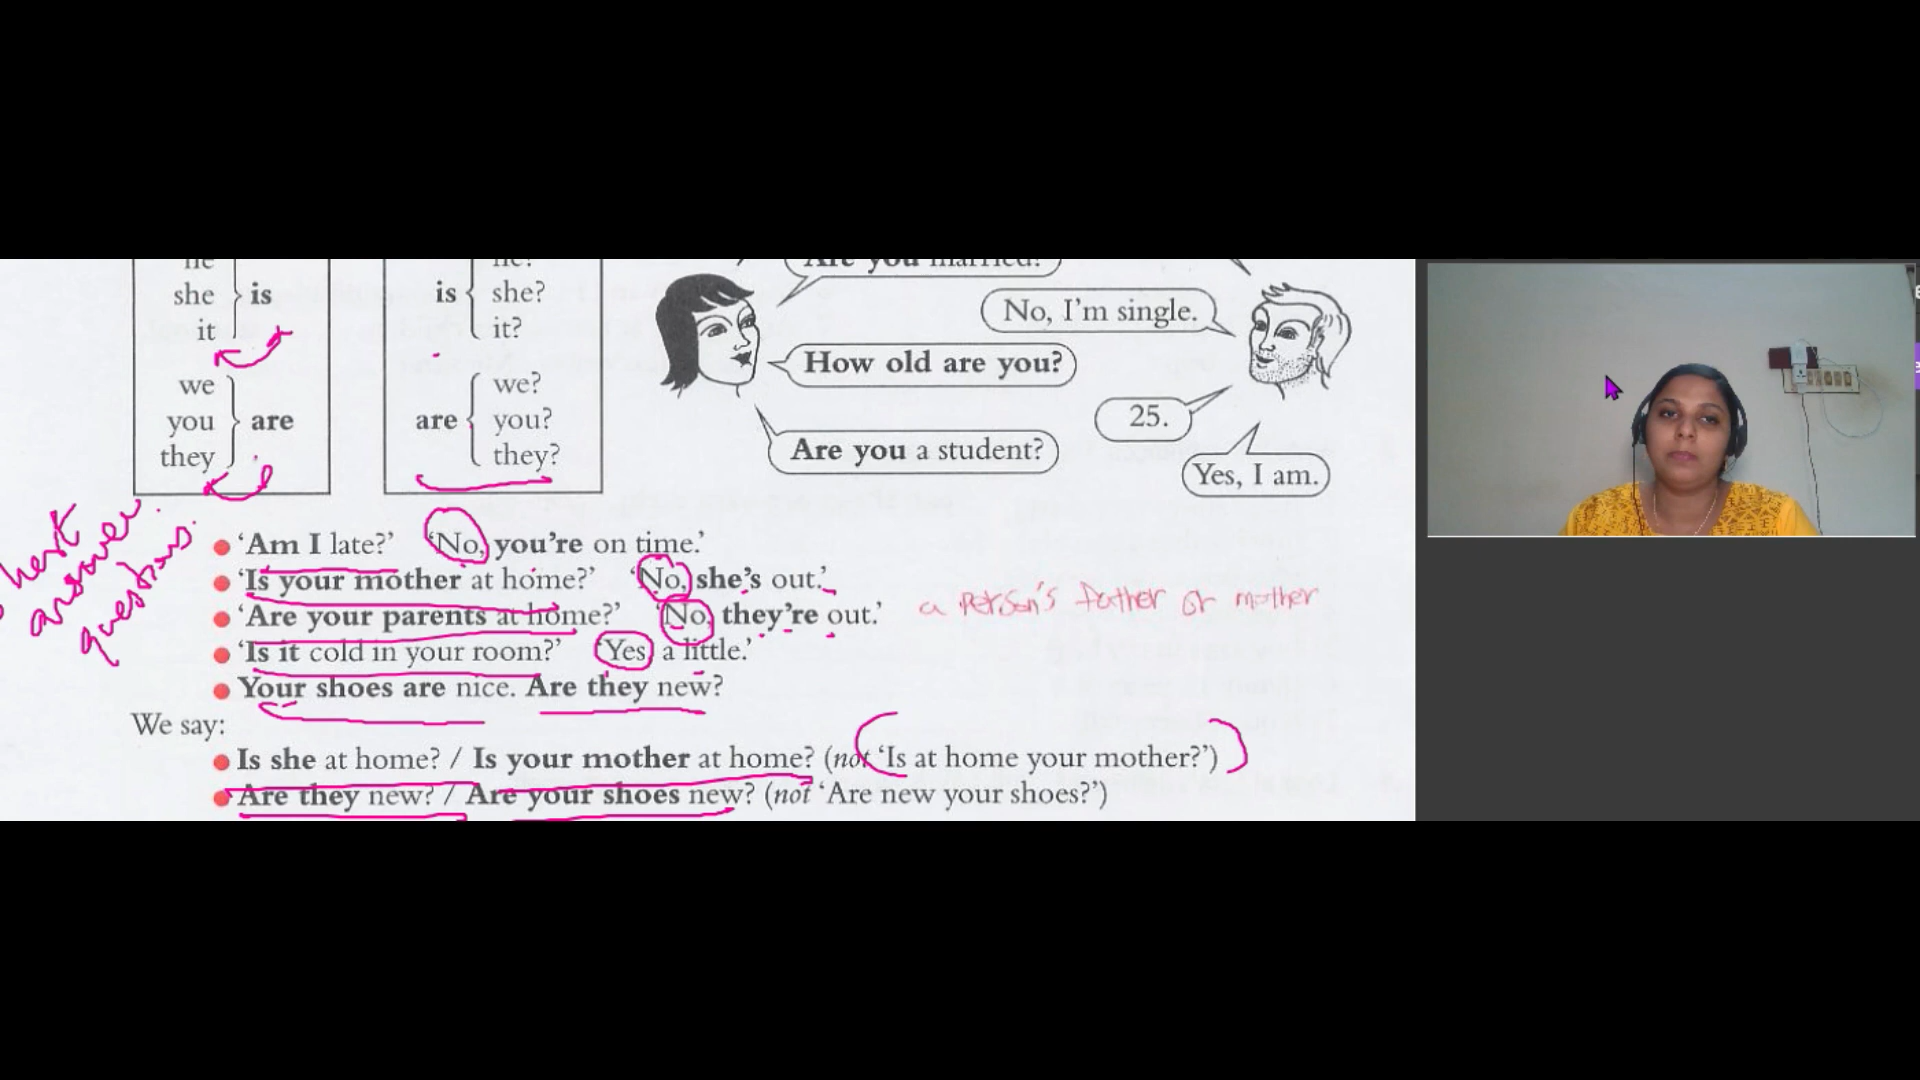 Are you married?
she is
it
is she?
it?
No, I'm single.
we
you are
they
we?
are you?
they?
How old are you?
25.
Are you a student?
Yes, I am.
answer
questions.
'Am I late?' 'No, you're on time.'
'Is your mother at home?' 'No, she's out.'
'Are your parents at home?' 'No, they're out.' a person's father or mother
'Is it cold in your room?' 'Yes, a little.'
Your shoes are nice. Are they new?
We say:
Is she at home? / Is your mother at home? (not 'Is at home your mother?')
Are they new? / Are your shoes new? (not 'Are new your shoes?')